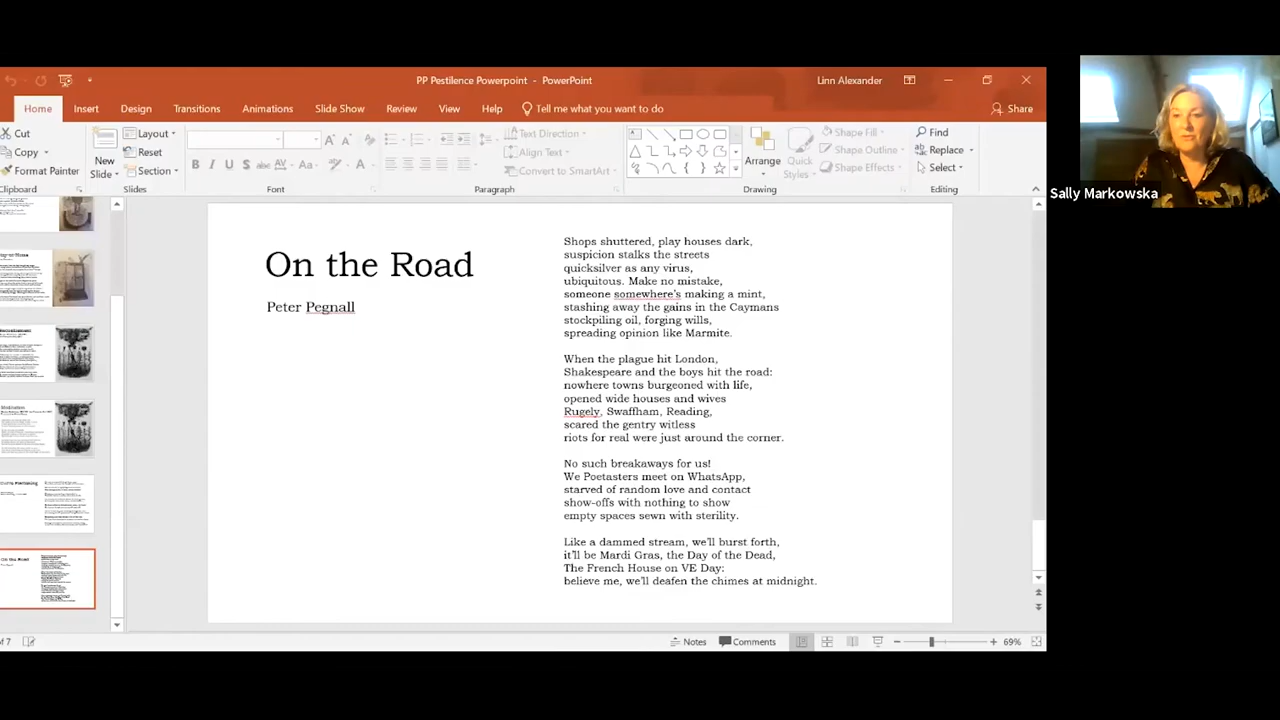 PP Pestilence Powerpoint - PowerPoint
Linn Alexander
Home Insert Design Transitions Animations Slide Show Review View Help Tell me what you want to do
Share
Cut
Copy
Format Painter
Clipboard
New
Slide
Layout
Reset
Section
Slides
B I U S abc AV Aa A
Font
Text Direction
Align Text
Convert to SmartArt
Paragraph
Arrange
Quick
Styles
Shape Fill
Shape Outline
Shape Effects
Drawing
Find
Replace
Select
Editing
Sally Markowska
On the Road
Peter Pegnall
Shops shuttered, play houses dark,
suspicion stalks the streets
quicksilver as any virus,
ubiquitous. Make no mistake,
someone somewhere's making a mint,
stashing away the gains in the Caymans
stockpiling oil, forging wills,
spreading opinion like Marmite.
When the plague hit London,
Shakespeare and the boys hit the road:
nowhere towns burgeoned with life,
opened wide houses and wives
Rugely, Swaffham, Reading,
scared the gentry witless
riots for real were just around the corner.
No such breakaways for us!
We Poetasters meet on WhatsApp,
starved of random love and contact
show-offs with nothing to show
empty spaces sewn with sterility.
Like a dammed stream, we'll burst forth,
it'll be Mardi Gras, the Day of the Dead,
The French House on VE Day:
believe me, we'll deafen the chimes at midnight.
On the Road
of 7
Notes
Comments
69%